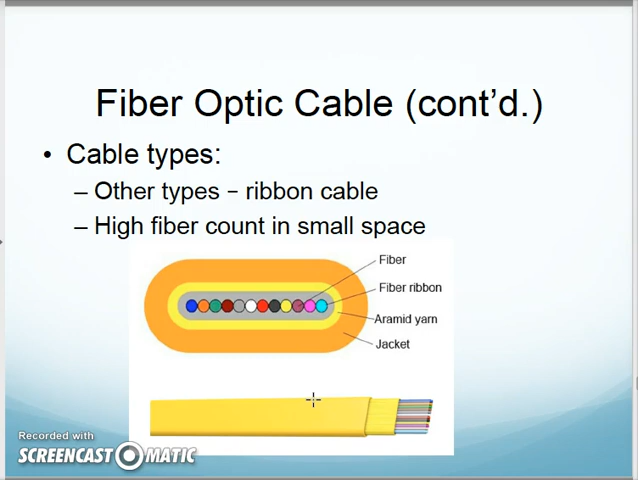 Fiber Optic Cable (cont’d.)
• Cable types:
– Other types – ribbon cable
– High fiber count in small space
Fiber
Fiber ribbon
Aramid yarn
Jacket
Recorded with
SCREENCAST MATIC